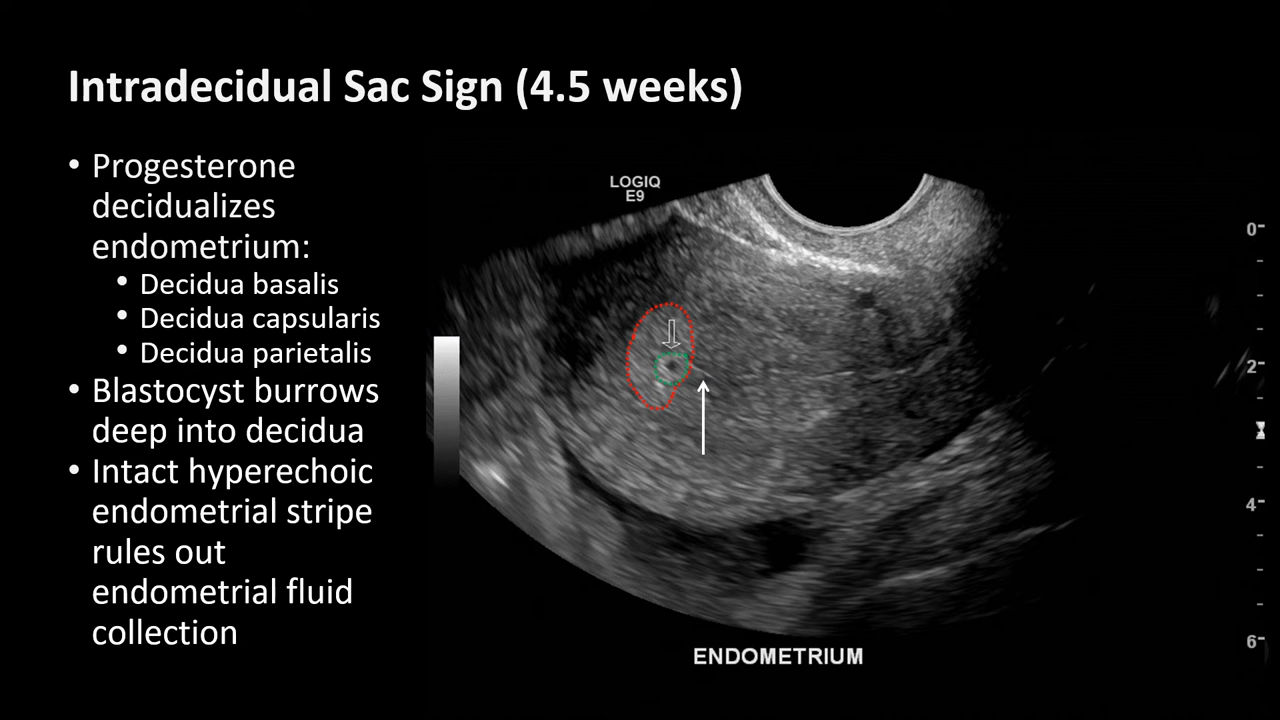 Intradecidual Sac Sign (4.5 weeks)
• Progesterone
decidualizes
endometrium:
• Decidua basalis
• Decidua capsularis
• Decidua parietalis
• Blastocyst burrows
deep into decidua
• Intact hyperechoic
endometrial stripe
rules out
endometrial fluid
collection
LOGIQ
E9
0-
2-
4-
6-
ENDOMETRIUM